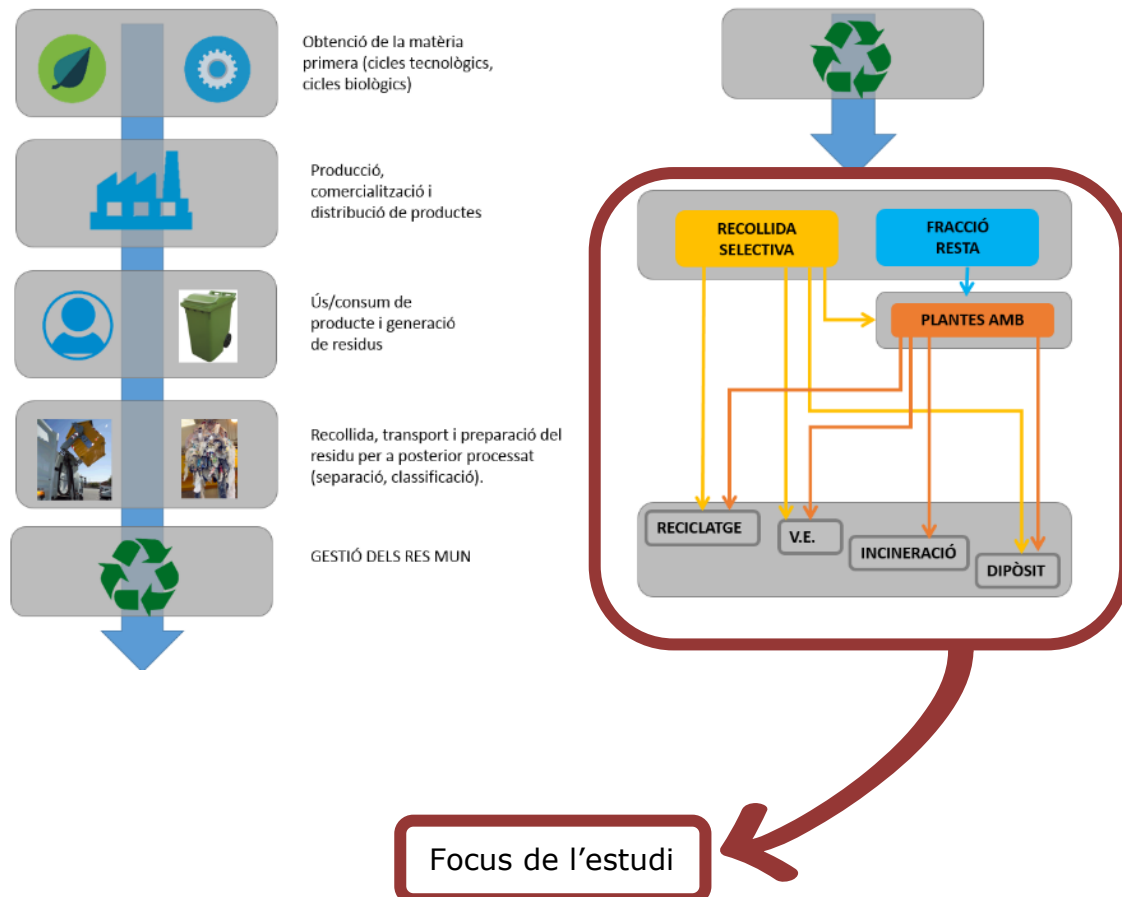 Obtenció de la matèria
primera (cicles tecnològics,
cicles biològics)
Producció,
comercialització i
distribució de productes
Ús/consum de
producte i generació
de residus
Recollida, transport i preparació del
residu per a posterior processat
(separació, classificació).
GESTIÓ DELS RES MUN
RECOLLIDA
SELECTIVA
FRACCIÓ
RESTA
PLANTES AMB
RECICLATGE
V.E.
INCINERACIÓ
DIPÒSIT
Focus de l’estudi